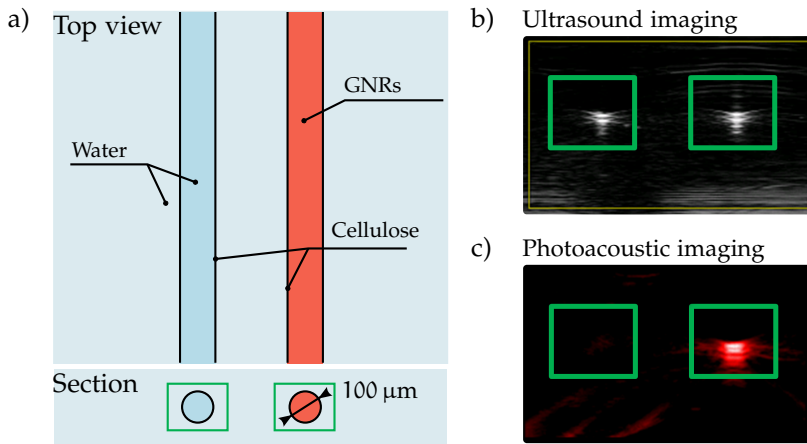 a)
Top view
GNRs
Water
Cellulose
Section
100 μm
b) Ultrasound imaging
c) Photoacoustic imaging